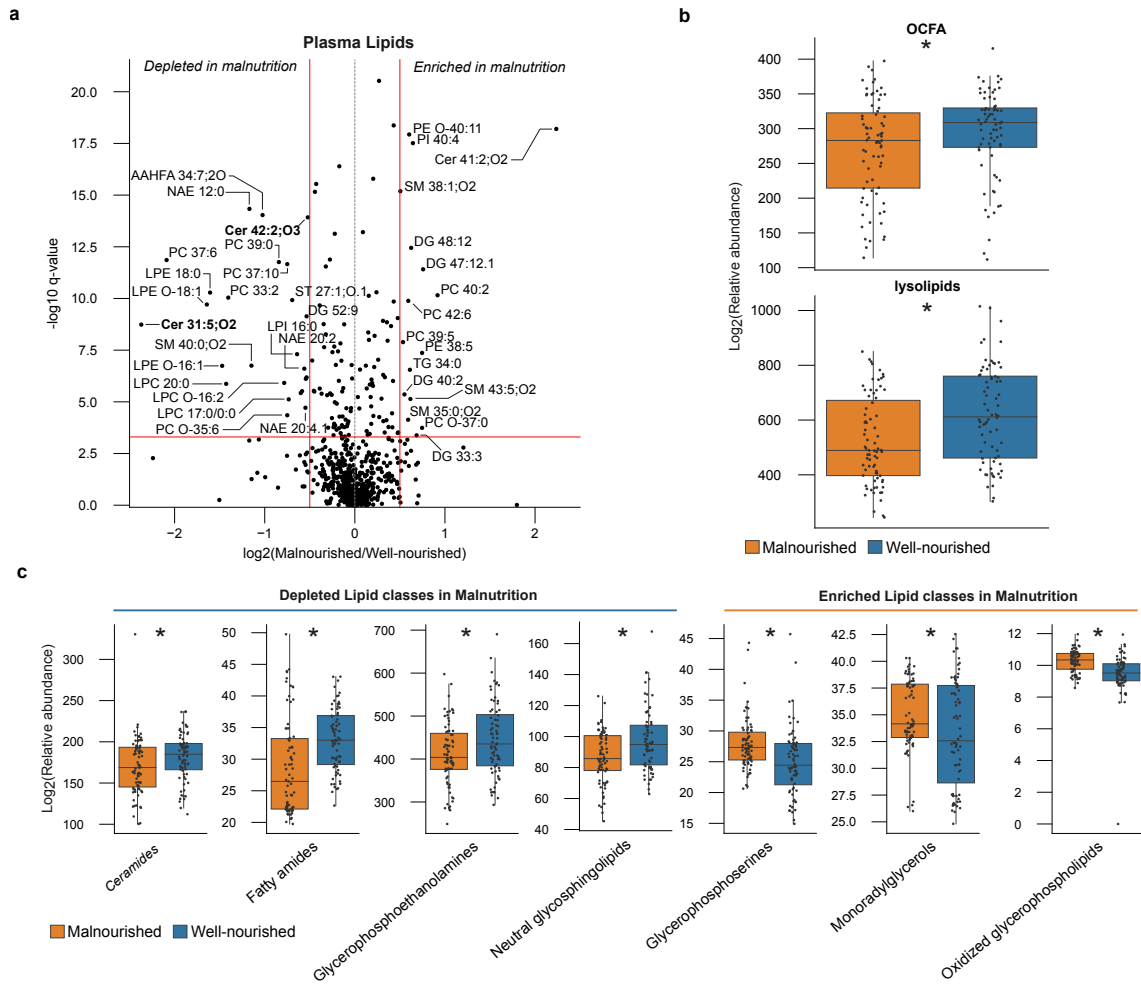 a
Plasma Lipids
Depleted in malnutrition
Enriched in malnutrition
20.0
17.5
15.0
12.5
10.0
7.5
5.0
2.5
0.0
-log10 q-value
−2
−1
0
1
2
log2(Malnourished/Well-nourished)
PE O-40:11
PI 40:4
Cer 41:2;O2
SM 38:1;O2
AAHFA 34:7;2O
NAE 12:0
Cer 42:2;O3
PC 39:0
PC 37:6
PC 37:10
LPE 18:0
PC 33:2
LPE O-18:1
ST 27:1;O.1
DG 52:9
Cer 31:5;O2
LPI 16:0
SM 40:0;O2
NAE 20:2
LPE O-16:1
LPC 20:0
LPC O-16:2
LPC 17:0/0:0
PC O-35:6
NAE 20:4.1
DG 48:12
DG 47:12.1
PC 40:2
PC 42:6
PC 39:5
PE 38:5
TG 34:0
DG 40:2
SM 43:5;O2
SM 35:0;O2
PC O-37:0
DG 33:3
b
OCFA
*
400
350
300
250
200
150
100
Log2(Relative abundance)
lysolipids
*
1000
800
600
400
Malnourished
Well-nourished
c
Depleted Lipid classes in Malnutrition
Enriched Lipid classes in Malnutrition
Log2(Relative abundance)
*
300
250
200
150
100
Ceramides
*
50
45
40
35
30
25
20
Fatty amides
*
700
600
500
400
300
Glycerophosphoethanolamines
*
160
140
120
100
80
60
40
Neutral glycosphingolipids
*
45
40
35
30
25
20
15
Glycerophosphoserines
*
42.5
40.0
37.5
35.0
32.5
30.0
27.5
25.0
Monoradylglycerols
*
12
10
8
6
4
2
0
Oxidized glycerophospholipids
Malnourished
Well-nourished